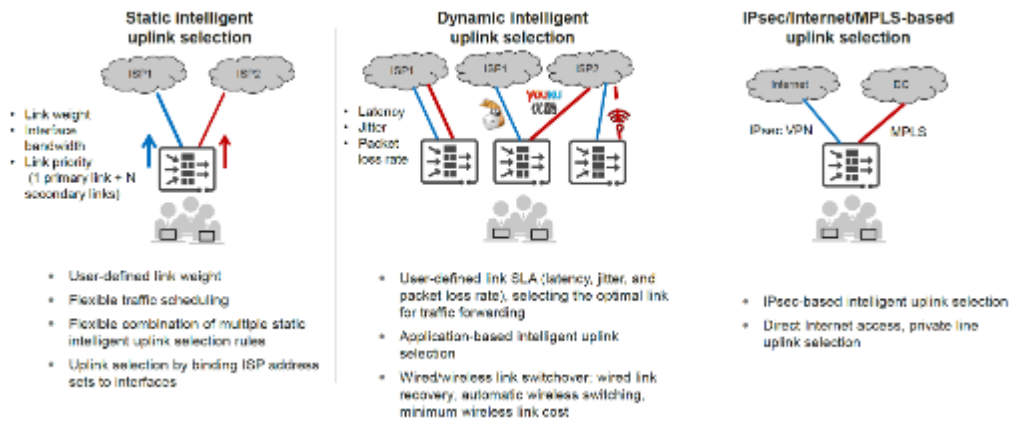 Static intelligent
uplink selection
ISP1
ISP2
• Link weight
• Interface
bandwidth
• Link priority
(1 primary link + N
secondary links)
• User-defined link weight
• Flexible traffic scheduling
• Flexible combination of multiple static
intelligent uplink selection rules
• Uplink selection by binding ISP address
sets to interfaces
Dynamic intelligent
uplink selection
ISP1
ISP1
ISP2
YOUKU
优酷
• Latency
• Jitter
• Packet
loss rate
• User-defined link SLA (latency, jitter, and
packet loss rate), selecting the optimal link
for traffic forwarding
• Application-based intelligent uplink
selection
• Wired/wireless link switchover: wired link
recovery, automatic wireless switching,
minimum wireless link cost
IPsec/Internet/MPLS-based
uplink selection
Internet
DC
IPsec VPN
MPLS
• IPsec-based intelligent uplink selection
• Direct Internet access, private line
uplink selection